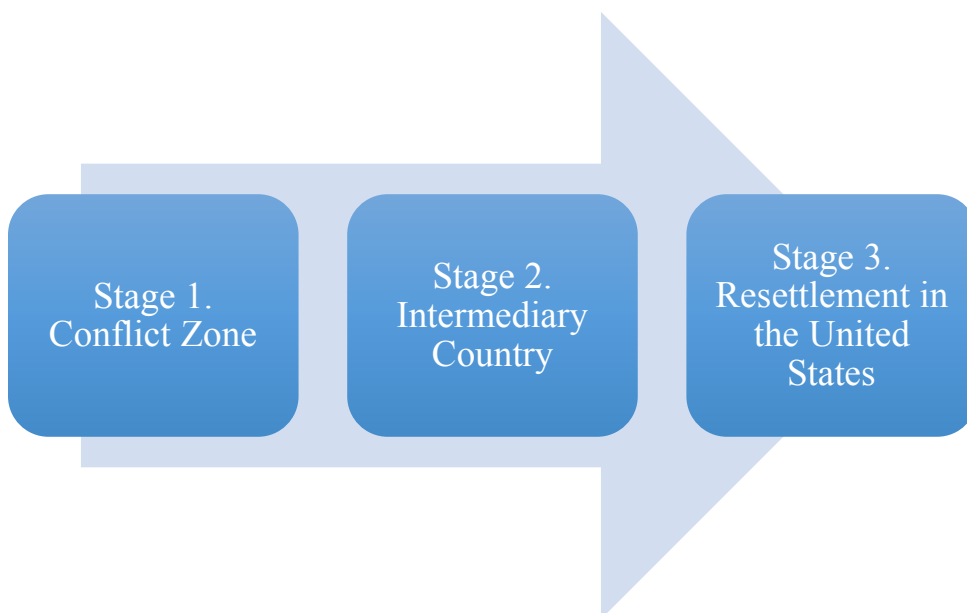 Stage 1.
Conflict Zone
Stage 2.
Intermediary
Country
Stage 3.
Resettlement in
the United
States